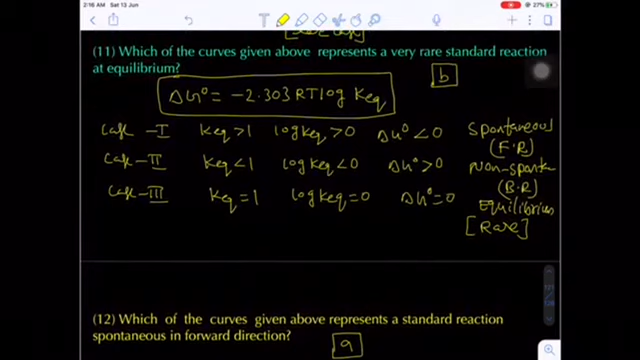 2:16 AM Sat 13 Jun
27%
(11) Which of the curves given above represents a very rare standard reaction
at equilibrium?
b
ΔG° = -2.303 RT log Keq
Case-I Keq>1 log Keq>0 ΔG°<0 Spontaneous
(F.R)
Case-II Keq<1 log Keq<0 ΔG°>0 Non-sponta
(B.R)
Case-III Keq=1 log Keq=0 ΔG°=0 Equilibrium
[Rare]
(12) Which of the curves given above represents a standard reaction
spontaneous in forward direction?
a